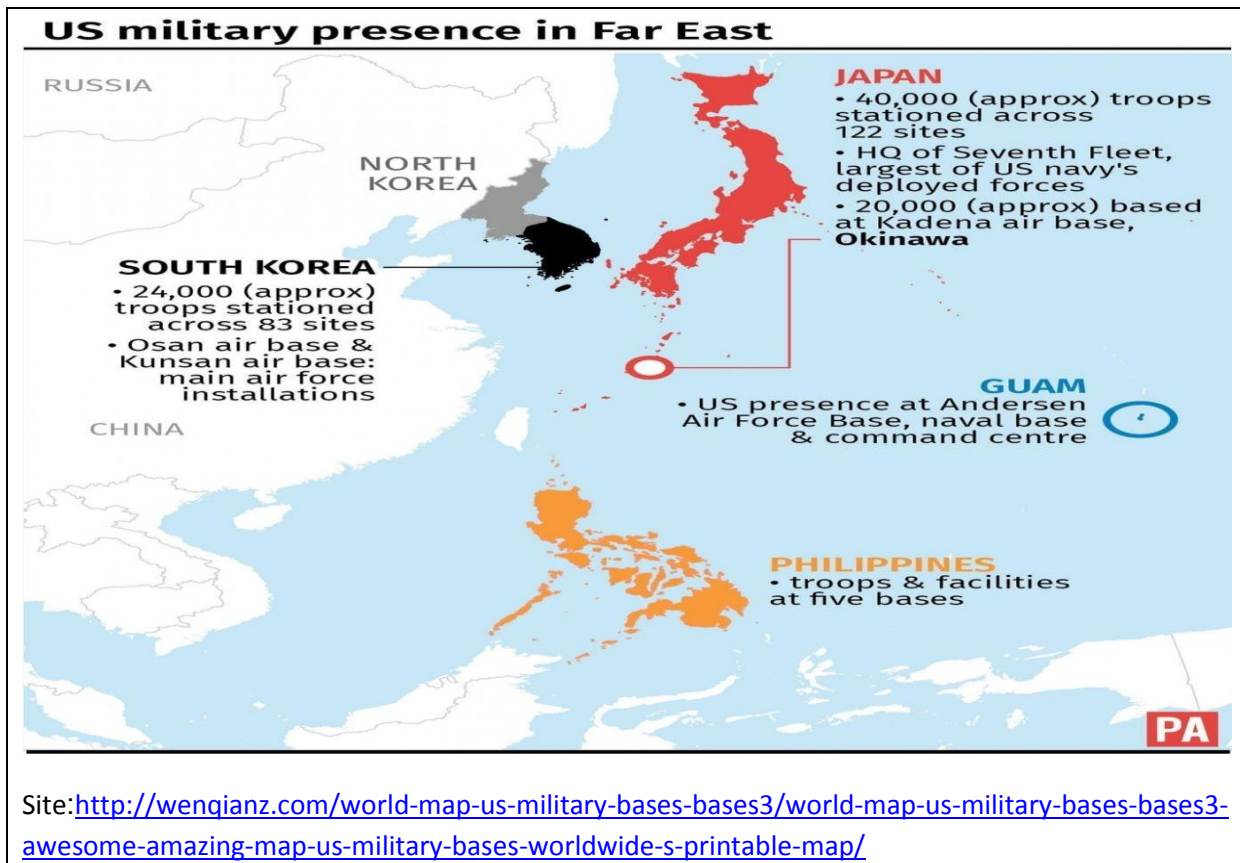 US military presence in Far East
RUSSIA
NORTH
KOREA
JAPAN
• 40,000 (approx) troops
stationed across
122 sites
• HQ of Seventh Fleet,
largest of US navy's
deployed forces
• 20,000 (approx) based
at Kadena air base,
Okinawa
SOUTH KOREA
• 24,000 (approx)
troops stationed
across 83 sites
• Osan air base &
Kunsan air base:
main air force
installations
GUAM
• US presence at Andersen
Air Force Base, naval base
& command centre
CHINA
PHILIPPINES
• troops & facilities
at five bases
PA
Site:http://wenqianz.com/world-map-us-military-bases-bases3/world-map-us-military-bases-bases3-
awesome-amazing-map-us-military-bases-worldwide-s-printable-map/